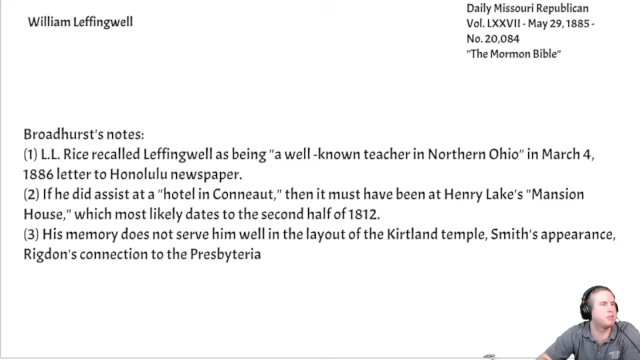 William Leffingwell
Daily Missouri Republican
Vol. LXXVII - May 29, 1885 -
No. 20,084
"The Mormon Bible"
Broadhurst's notes:
(1) L.L. Rice recalled Leffingwell as being "a well -known teacher in Northern Ohio" in March 4,
1886 letter to Honolulu newspaper.
(2) If he did assist at a "hotel in Conneaut," then it must have been at Henry Lake's "Mansion
House," which most likely dates to the second half of 1812.
(3) His memory does not serve him well in the layout of the Kirtland temple, Smith's appearance,
Rigdon's connection to the Presbyteria